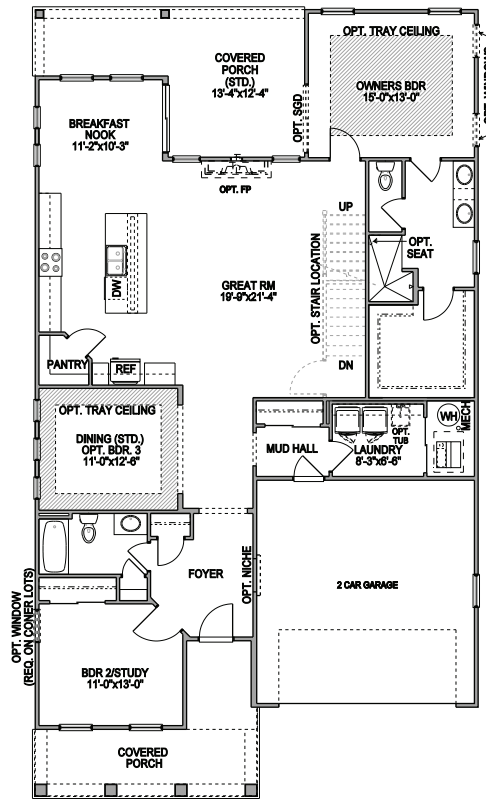 OPT. TRAY CEILING
COVERED
PORCH
(STD.)
13'-4"x12'-4"
OWNERS BDR
15'-0"x13'-0"
OPT. SGD
BREAKFAST
NOOK
11'-2"x10'-3"
OPT. FP
UP
OPT.
SEAT
OPT. STAIR LOCATION
DW
GREAT RM
19'-9"x21'-4"
DN
PANTRY
REF
OPT. TRAY CEILING
DINING (STD.)
OPT. BDR. 3
11'-0"x12'-6"
MUD HALL
OPT.
TUB
LAUNDRY
8'-3"x6'-6"
WH
MECH
FOYER
OPT. NICHE
2 CAR GARAGE
OPT. WINDOW
(REQ. ON CONER LOTS)
BDR 2/STUDY
11'-0"x13'-0"
COVERED
PORCH